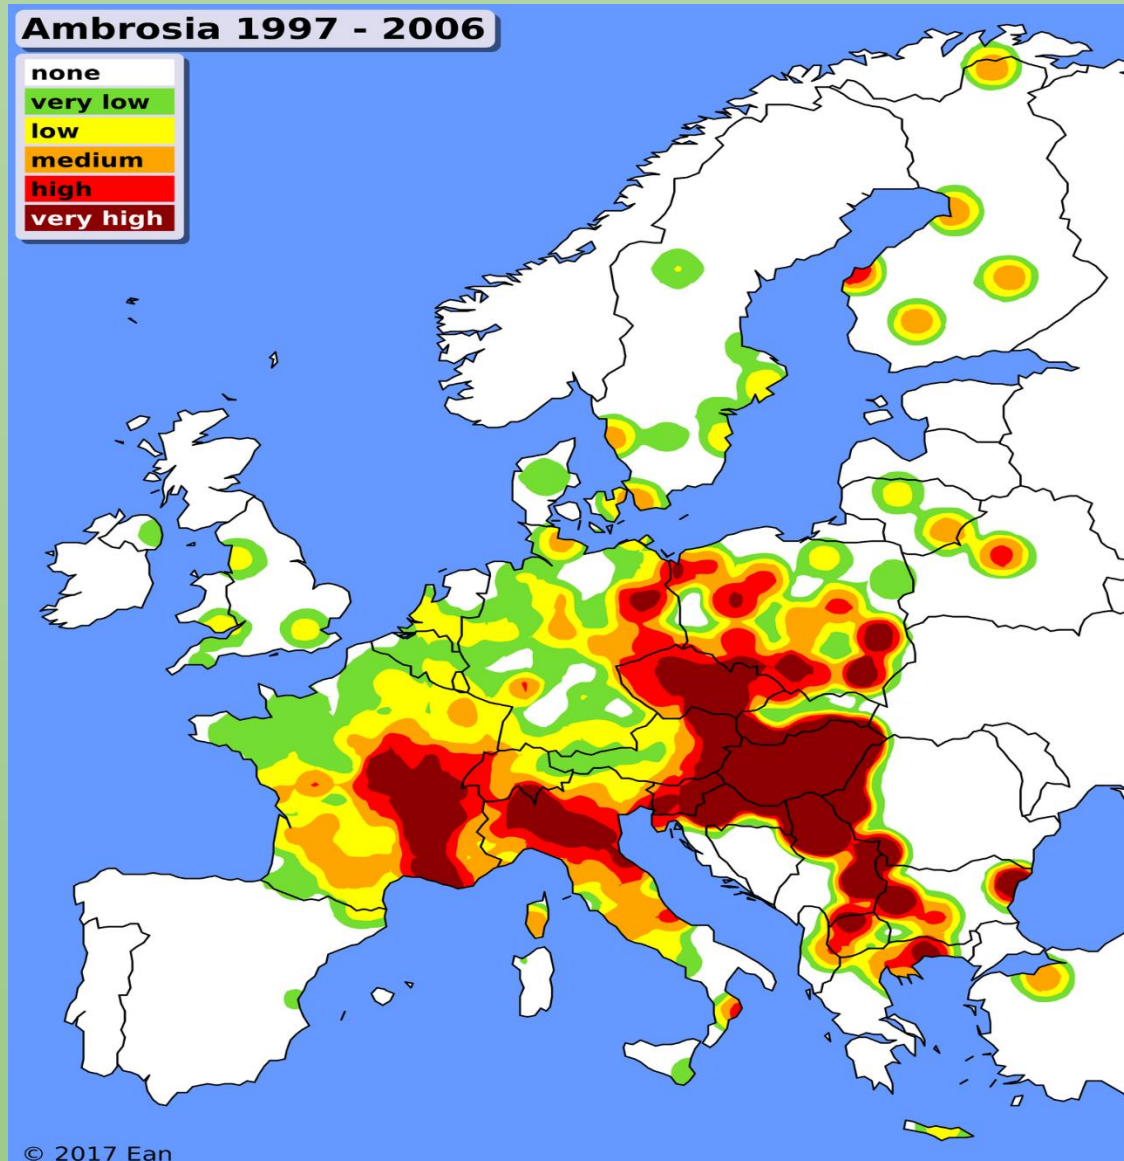 Ambrosia 1997 - 2006
none
very low
low
medium
high
very high
© 2017 Ean